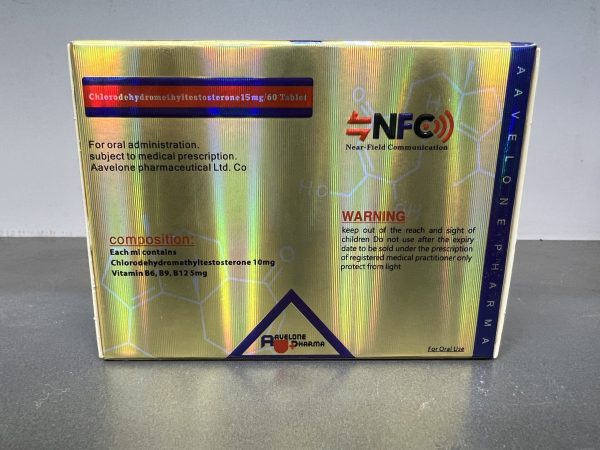 Chlorodehydromethyltestosterone15mg/60 Tablet
For oral administration.
subject to medical prescription.
Aavelone pharmaceutical Ltd. Co
composition:
Each ml contains
Chlorodehydromethyltestosterone 10mg
Vitamin B6, B9, B12 5mg
NFC
Near-Field Communication
WARNING
keep out of the reach and sight of
children Do not use after the expiry
date to be sold under the prescription
of registered medical practitioner only
protect from light
AAVELONE PHARMA
AAVELONE
PHARMA
For Oral Use
HO
O